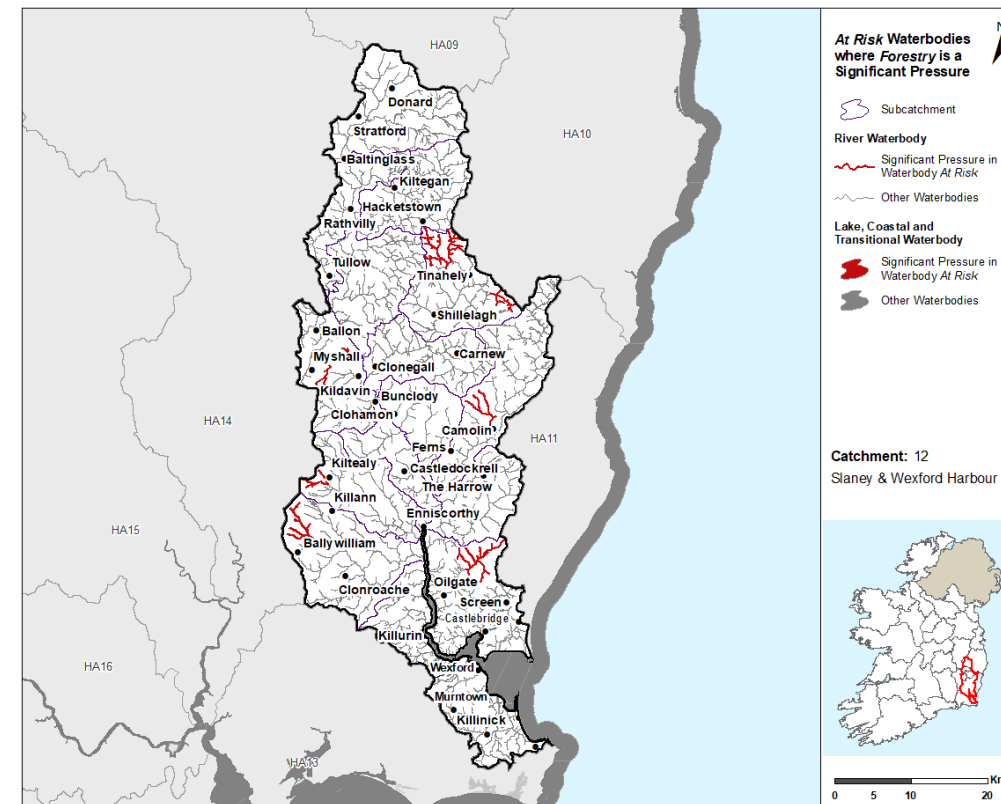 HA09
HA10
Donard
Stratford
Baltinglass
Kiltegan
Hacketstown
Rathvilly
Tullow
Tinahely
Shillelagh
Ballon
Myshall
Clonegall
Carnew
Kildavin
Bunclody
Clohamon
Camolin
HA14
HA11
Ferns
Kiltealy
Castledockrell
The Harrow
Killann
Enniscorthy
HA15
Ballywilliam
Oilgate
Clonroache
Screen
Castlebridge
Killurin
HA16
Wexford
Murntown
Killinick
HA13
N
At Risk Waterbodies
where Forestry is a
Significant Pressure
Subcatchment
River Waterbody
Significant Pressure in
Waterbody At Risk
Other Waterbodies
Lake, Coastal and
Transitional Waterbody
Significant Pressure in
Waterbody At Risk
Other Waterbodies
Catchment: 12
Slaney & Wexford Harbour
Km
0 5 10 20